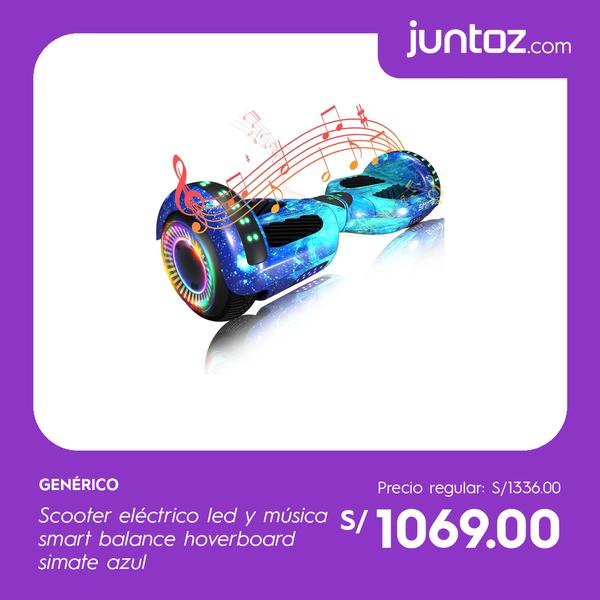 juntoz.com
GENÉRICO
Scooter eléctrico led y música
smart balance hoverboard
simate azul
Precio regular: S/1336.00
S/1069.00